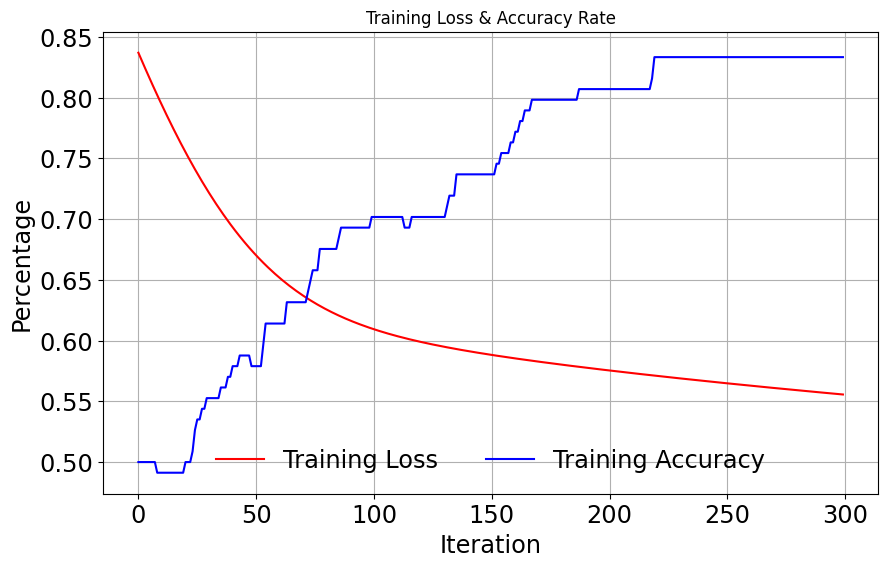 Training Loss & Accuracy Rate
0.85
0.80
0.75
0.70
0.65
0.60
0.55
0.50
Percentage
Training Loss Training Accuracy
0 50 100 150 200 250 300
Iteration